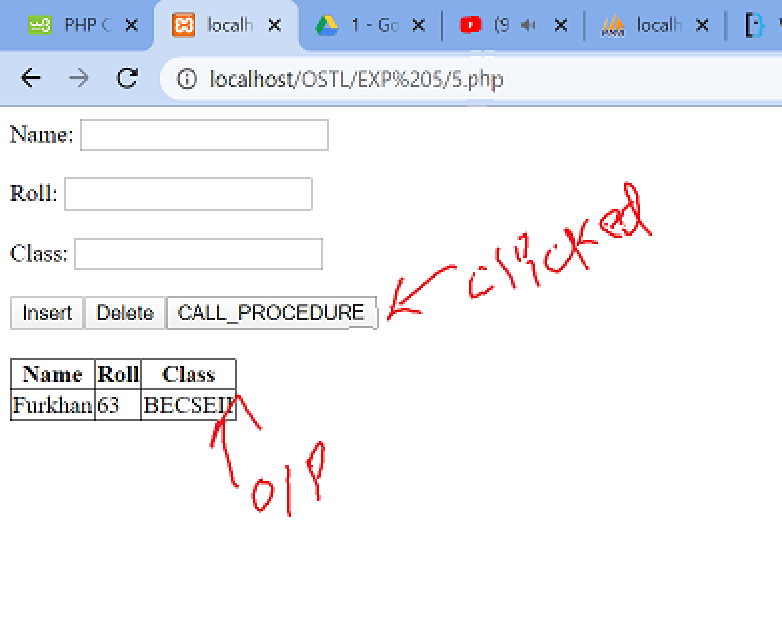 PHP C
localh
1 - Go
(9
localh
localhost/OSTL/EXP%205/5.php
Name:
Roll:
Class:
clicked
Insert Delete CALL_PROCEDURE
Name Roll Class
Furkhan 63 BECSEII
O/P